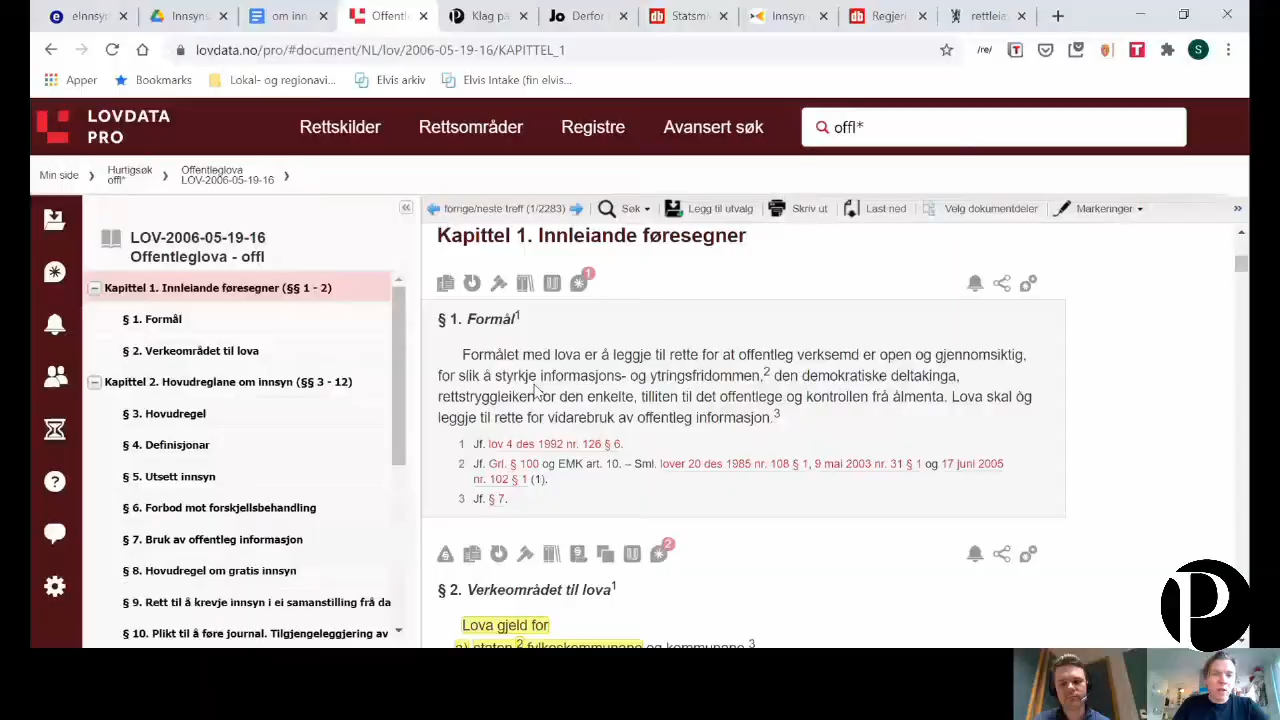 einsyn
Innsyns
om inn
Offentl
Klag på
Derfor
Statsm
Innsyn
Regjer
rettleia
lovdata.no/pro/#document/NL/lov/2006-05-19-16/KAPITTEL_1
/re/
S
Apper
Bookmarks
Lokal- og regionavi...
Elvis arkiv
Elvis Intake (fin elvis...
LOVDATA
PRO
Rettskilder
Rettsområder
Registre
Avansert søk
offl*
Min side
Hurtigsøk
offl*
Offentleglova
LOV-2006-05-19-16
LOV-2006-05-19-16
Offentleglova - offl
Kapittel 1. Innleiande føresegner (§§ 1 - 2)
§ 1. Formål
§ 2. Verkeområdet til lova
Kapittel 2. Hovudreglane om innsyn (§§ 3 - 12)
§ 3. Hovudregel
§ 4. Definisjonar
§ 5. Utsett innsyn
§ 6. Forbod mot forskjellsbehandling
§ 7. Bruk av offentleg informasjon
§ 8. Hovudregel om gratis innsyn
§ 9. Rett til å krevje innsyn i ei samanstilling frå da
§ 10. Plikt til å føre journal. Tilgjengeleggjering av
forrige/neste treff (1/2283)
Søk
Legg til utvalg
Skriv ut
Last ned
Velg dokumentdeler
Markeringer
Kapittel 1. Innleiande føresegner
1
§ 1. Formål1
Formålet med lova er å leggje til rette for at offentleg verksemd er open og gjennomsiktig,
for slik å styrkje informasjons- og ytringsfridommen,2 den demokratiske deltakinga,
rettstryggleiken for den enkelte, tilliten til det offentlege og kontrollen frå ålmenta. Lova skal òg
leggje til rette for vidarebruk av offentleg informasjon.3
1 Jf. lov 4 des 1992 nr. 126 § 6.
2 Jf. Grl. § 100 og EMK art. 10. – Sml. lover 20 des 1985 nr. 108 § 1, 9 mai 2003 nr. 31 § 1 og 17 juni 2005
nr. 102 § 1 (1).
3 Jf. § 7.
2
§ 2. Verkeområdet til lova1
Lova gjeld for
a) staten,2 fylkeskommunane og kommunane,3